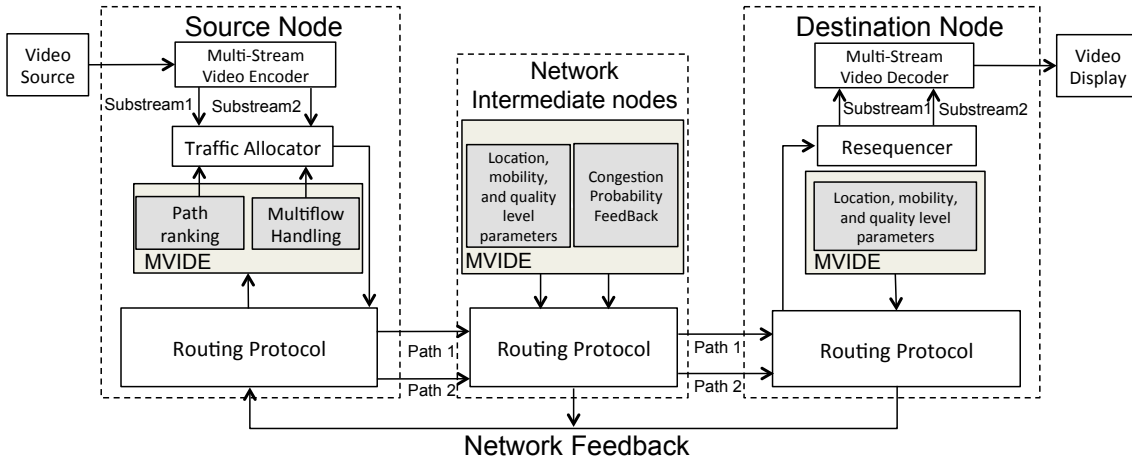 Source Node
Video
Source
Multi-Stream
Video Encoder
Substream1
Substream2
Traffic Allocator
Path
ranking
Multiflow
Handling
MVIDE
Routing Protocol
Path 1
Path 2
Network
Intermediate nodes
Location,
mobility,
and quality
level
parameters
Congestion
Probability
FeedBack
MVIDE
Routing Protocol
Path 1
Path 2
Destination Node
Multi-Stream
Video Decoder
Video
Display
Substream1
Substream2
Resequencer
Location, mobility,
and quality level
parameters
MVIDE
Routing Protocol
Network Feedback